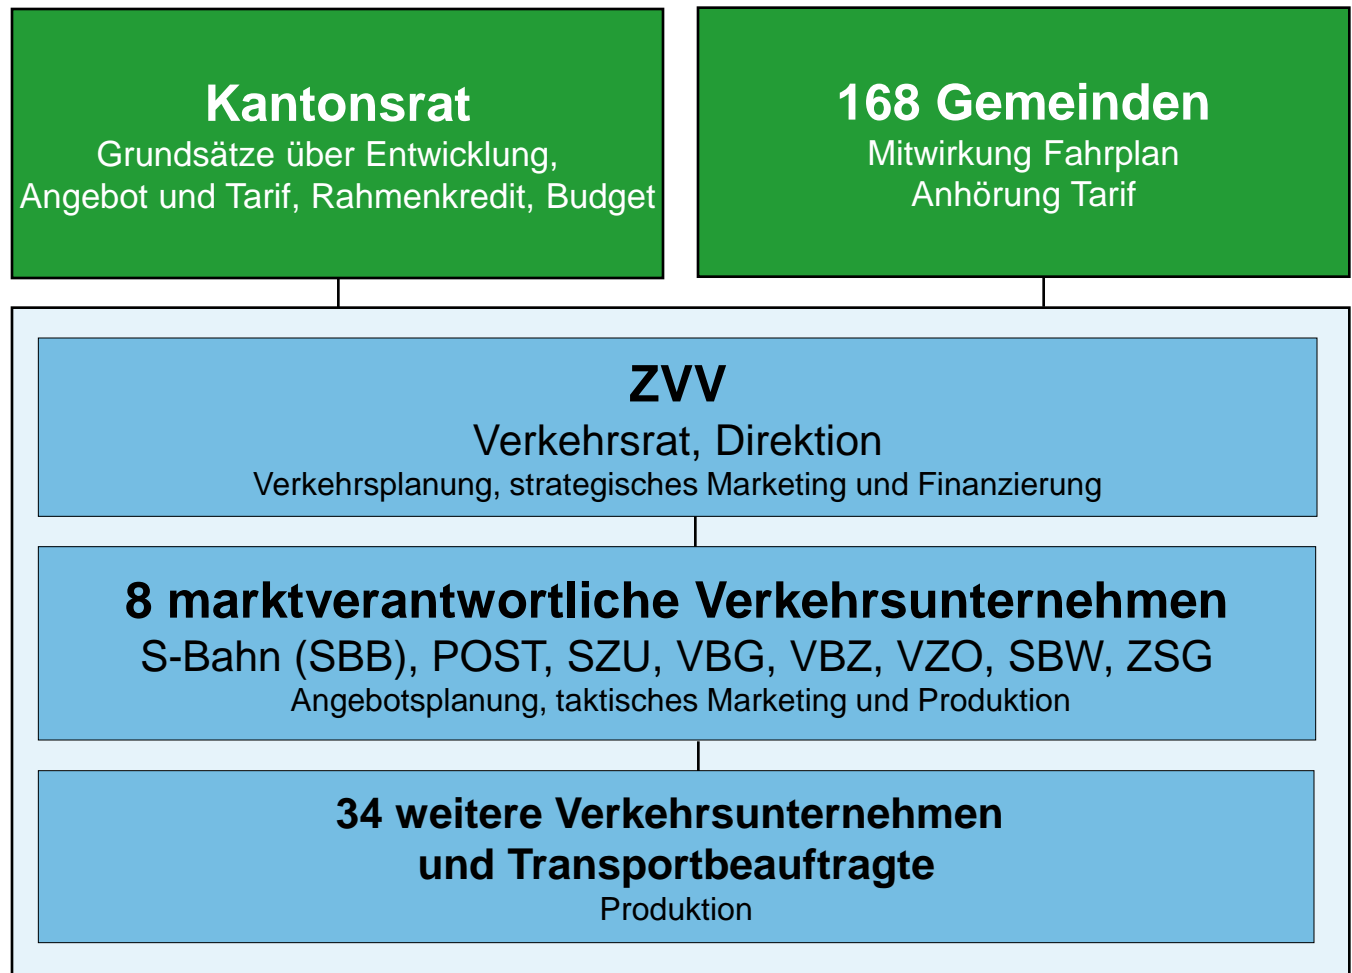 Kantonsrat
Grundsätze über Entwicklung,
Angebot und Tarif, Rahmenkredit, Budget
168 Gemeinden
Mitwirkung Fahrplan
Anhörung Tarif
ZVV
Verkehrsrat, Direktion
Verkehrsplanung, strategisches Marketing und Finanzierung
8 marktverantwortliche Verkehrsunternehmen
S-Bahn (SBB), POST, SZU, VBG, VBZ, VZO, SBW, ZSG
Angebotsplanung, taktisches Marketing und Produktion
34 weitere Verkehrsunternehmen
und Transportbeauftragte
Produktion